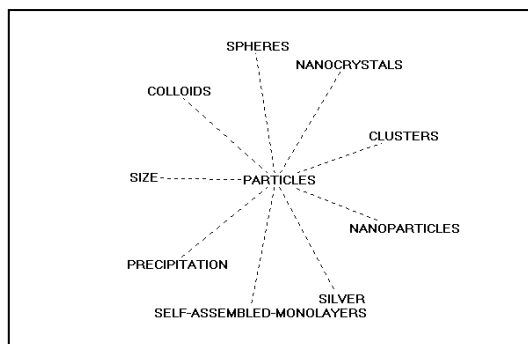 SPHERES
NANOCRYSTALS
COLLOIDS
CLUSTERS
SIZE
PARTICLES
NANOPARTICLES
PRECIPITATION
SILVER
SELF-ASSEMBLED-MONOLAYERS